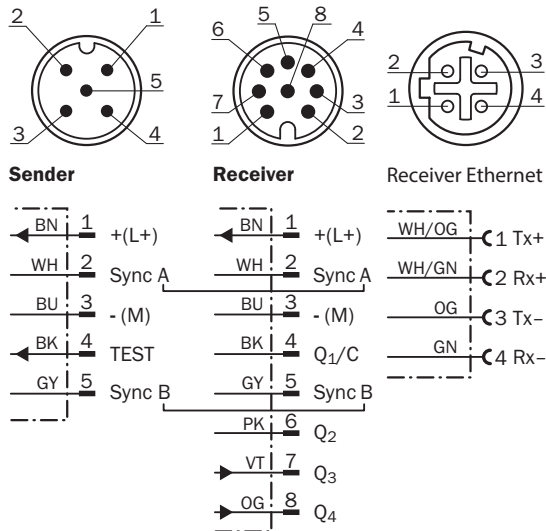 2 1 5 3 4
5 8 6 4 7 3 1 2
2 3 1 4
Sender
Receiver
Receiver Ethernet
BN 1 +(L+)
WH 2 Sync A
BU 3 - (M)
BK 4 TEST
GY 5 Sync B
BN 1 +(L+)
WH 2 Sync A
BU 3 - (M)
BK 4 Q1/C
GY 5 Sync B
PK 6 Q2
VT 7 Q3
OG 8 Q4
WH/OG 1 Tx+
WH/GN 2 Rx+
OG 3 Tx–
GN 4 Rx–